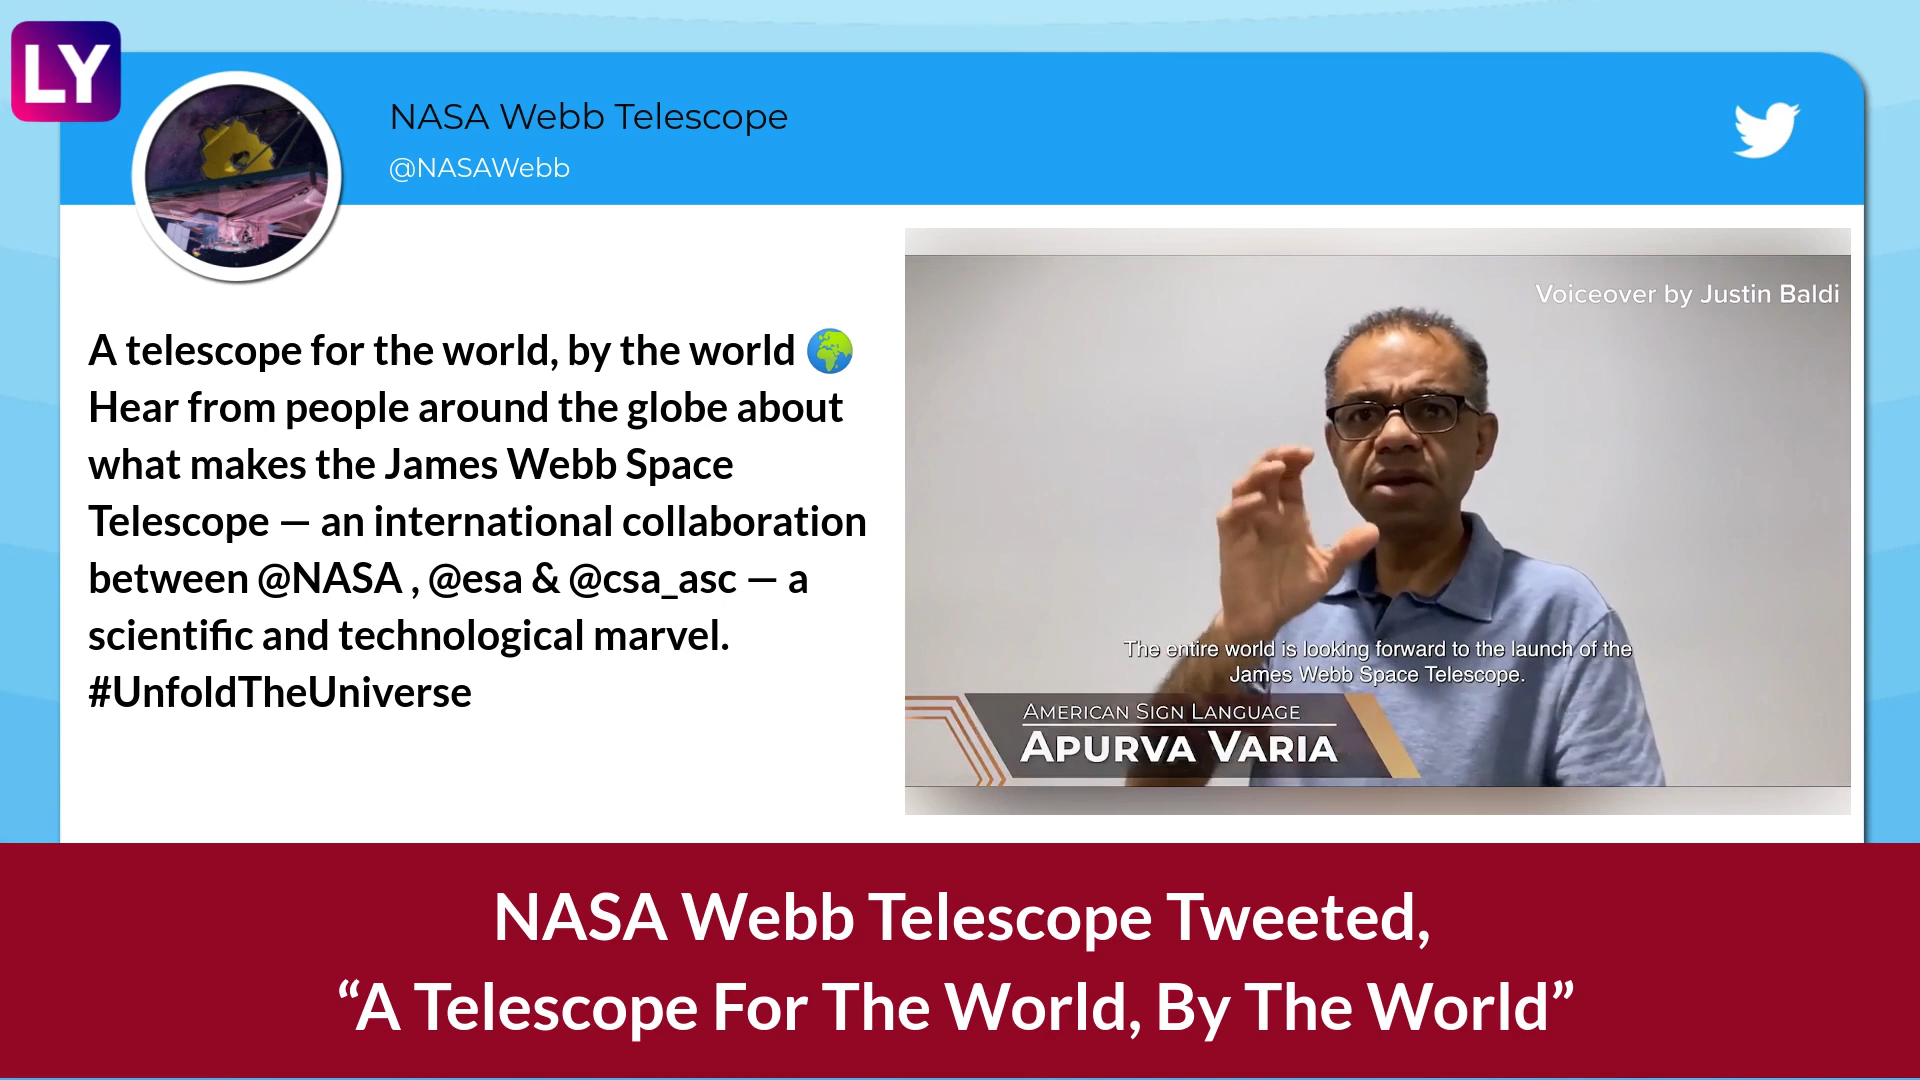 LY
NASA Webb Telescope
@NASAWebb
A telescope for the world, by the world 🌍
Hear from people around the globe about
what makes the James Webb Space
Telescope — an international collaboration
between @NASA , @esa & @csa_asc — a
scientific and technological marvel.
#UnfoldTheUniverse
Voiceover by Justin Baldi
The entire world is looking forward to the launch of the
James Webb Space Telescope.
American Sign Language
Apurva Varia
NASA Webb Telescope Tweeted,
“A Telescope For The World, By The World”